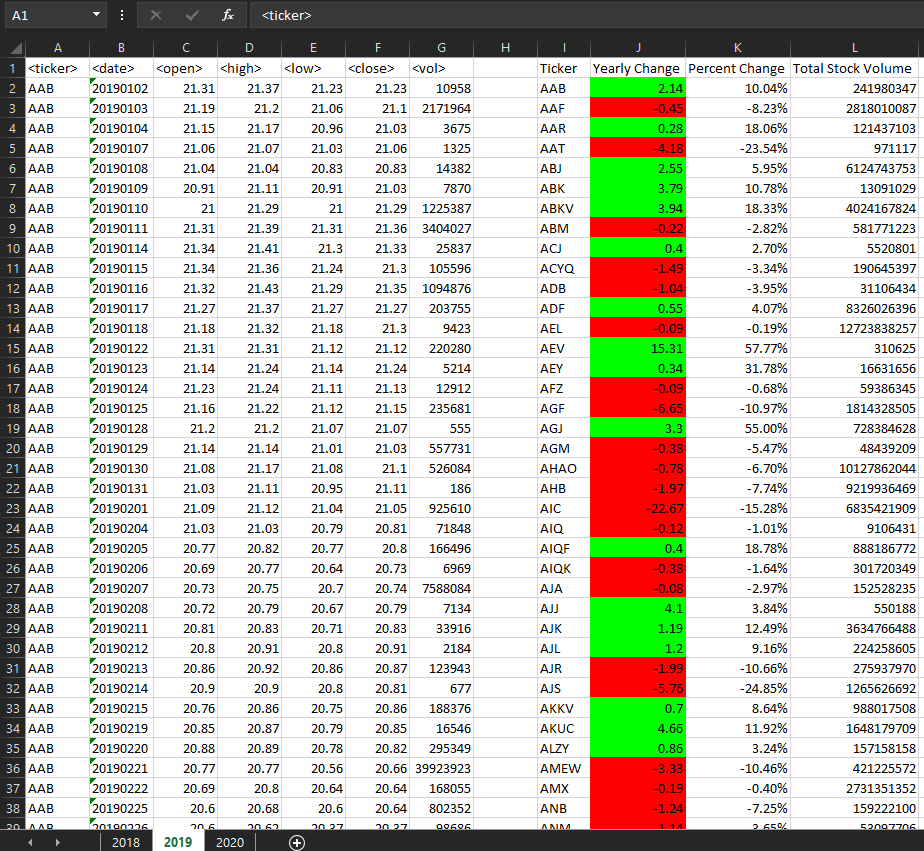 A1 fx <ticker>
A B C D E F G H I J K L
1 <ticker> <date> <open> <high> <low> <close> <vol> Ticker Yearly Change Percent Change Total Stock Volume
2 AAB 20190102 21.31 21.37 21.23 21.23 10958 AAB 2.14 10.04% 241980347
3 AAB 20190103 21.19 21.2 21.06 21.1 2171964 AAF -0.45 -8.23% 2818010087
4 AAB 20190104 21.15 21.17 20.96 21.03 3675 AAR 0.28 18.06% 121437103
5 AAB 20190107 21.06 21.07 21.03 21.06 1325 AAT -4.18 -23.54% 971117
6 AAB 20190108 21.04 21.04 20.83 20.83 14382 ABJ 2.55 5.95% 6124743753
7 AAB 20190109 20.91 21.11 20.91 21.03 7870 ABK 3.79 10.78% 13091029
8 AAB 20190110 21 21.29 21 21.29 1225387 ABKV 3.94 18.33% 4024167824
9 AAB 20190111 21.31 21.39 21.31 21.36 3404027 ABM -0.22 -2.82% 581771223
10 AAB 20190114 21.34 21.41 21.3 21.33 25837 ACJ 0.4 2.70% 5520801
11 AAB 20190115 21.34 21.36 21.24 21.3 105596 ACYQ -1.49 -3.34% 190645397
12 AAB 20190116 21.32 21.43 21.29 21.35 1094876 ADB -1.04 -3.95% 31106434
13 AAB 20190117 21.27 21.37 21.27 21.27 203755 ADF 0.55 4.07% 8326026396
14 AAB 20190118 21.18 21.32 21.18 21.3 9423 AEL -0.09 -0.19% 12723838257
15 AAB 20190122 21.31 21.31 21.12 21.12 220280 AEV 15.31 57.77% 310625
16 AAB 20190123 21.14 21.24 21.14 21.24 5214 AEY 0.34 31.78% 16631656
17 AAB 20190124 21.23 21.24 21.11 21.13 12912 AFZ -0.09 -0.68% 59386345
18 AAB 20190125 21.16 21.22 21.12 21.15 235681 AGF -6.65 -10.97% 1814328505
19 AAB 20190128 21.2 21.2 21.07 21.07 555 AGJ 3.3 55.00% 728384628
20 AAB 20190129 21.14 21.14 21.01 21.03 557731 AGM -0.38 -5.47% 48439209
21 AAB 20190130 21.08 21.17 21.08 21.1 526084 AHAO -0.78 -6.70% 10127862044
22 AAB 20190131 21.03 21.11 20.95 21.11 186 AHB -1.97 -7.74% 9219936469
23 AAB 20190201 21.09 21.12 21.04 21.05 925610 AIC -22.67 -15.28% 6835421909
24 AAB 20190204 21.03 21.03 20.79 20.81 71848 AIQ -0.12 -1.01% 9106431
25 AAB 20190205 20.77 20.82 20.77 20.8 166496 AIQF 0.4 18.78% 888186772
26 AAB 20190206 20.69 20.77 20.64 20.73 6969 AIQK -0.38 -1.64% 301720349
27 AAB 20190207 20.73 20.75 20.7 20.74 7588084 AJA -0.08 -2.97% 152528235
28 AAB 20190208 20.72 20.79 20.67 20.79 7134 AJJ 4.1 3.84% 550188
29 AAB 20190211 20.81 20.83 20.71 20.83 33916 AJK 1.19 12.49% 3634766488
30 AAB 20190212 20.8 20.91 20.8 20.91 2184 AJL 1.2 9.16% 224258605
31 AAB 20190213 20.86 20.92 20.86 20.87 123943 AJR -1.99 -10.66% 275937970
32 AAB 20190214 20.9 20.9 20.8 20.81 677 AJS -5.76 -24.85% 1265626692
33 AAB 20190215 20.76 20.86 20.75 20.86 188376 AKKV 0.7 8.64% 988017508
34 AAB 20190219 20.85 20.87 20.79 20.85 16546 AKUC 4.66 11.92% 1648179709
35 AAB 20190220 20.88 20.89 20.78 20.82 295349 ALZY 0.86 3.24% 157158158
36 AAB 20190221 20.77 20.77 20.56 20.66 39923923 AMEW -3.33 -10.46% 421225572
37 AAB 20190222 20.69 20.8 20.64 20.64 168055 AMX -0.19 -0.40% 2731351352
38 AAB 20190225 20.6 20.68 20.6 20.64 802352 ANB -1.24 -7.25% 159222100
39 AAB 20190226 20.6 20.62 20.37 20.37 98686 ANM
2018 2019 2020